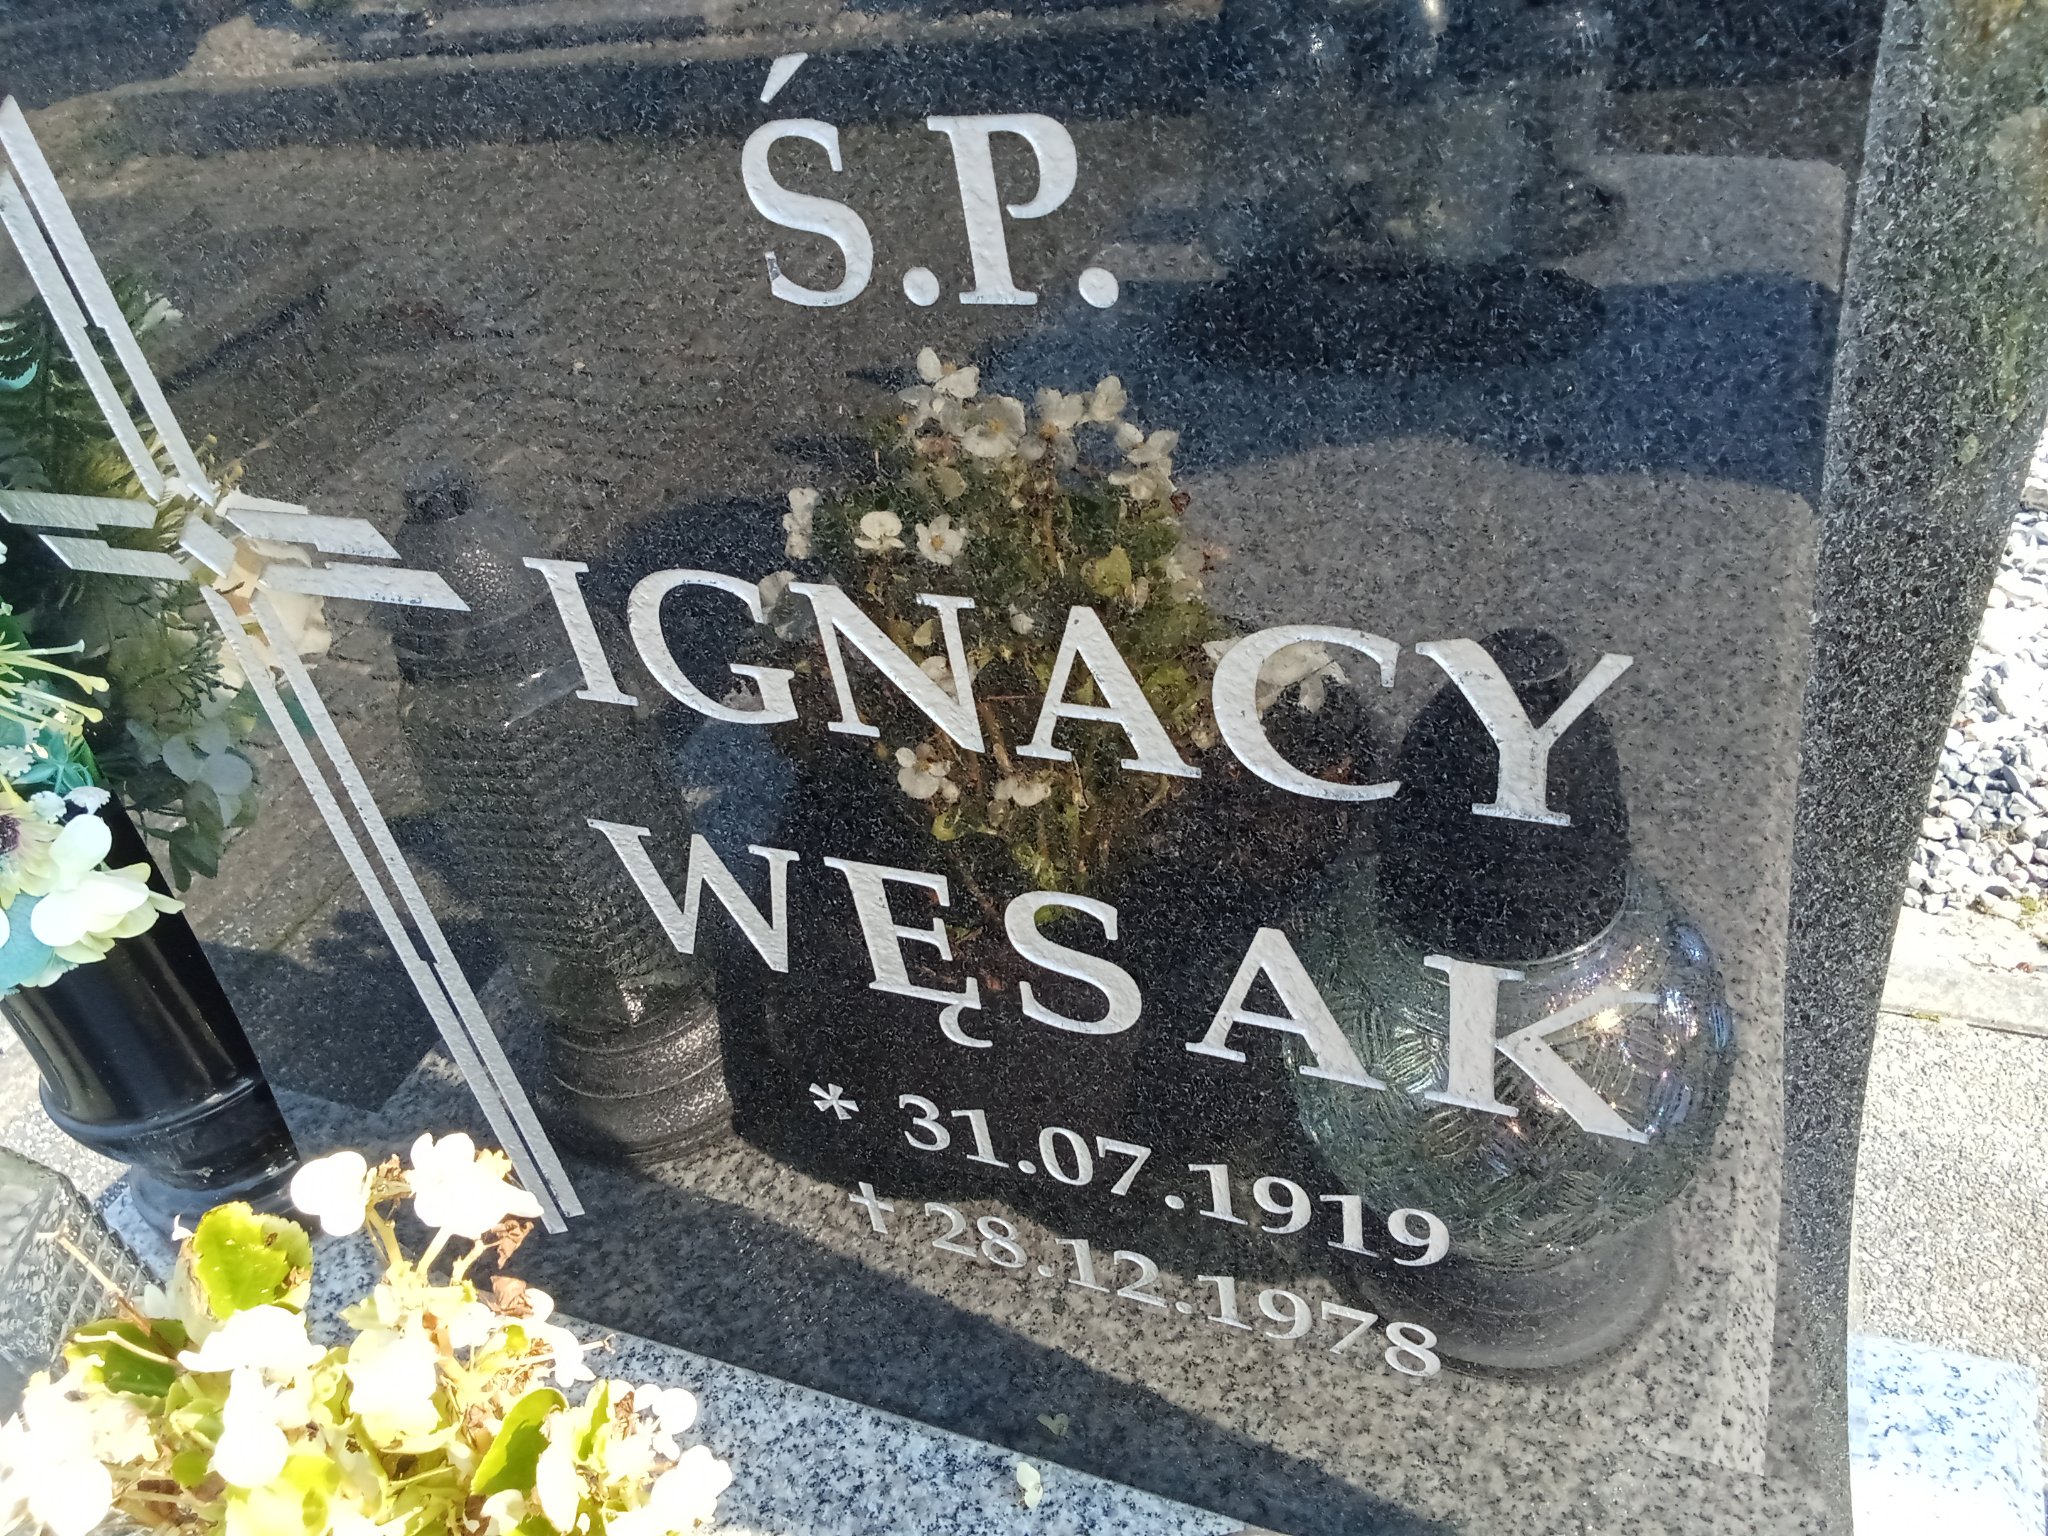 Ś.P.
IGNACY
WĘSAK
* 31.07.1919
+ 28.12.1978